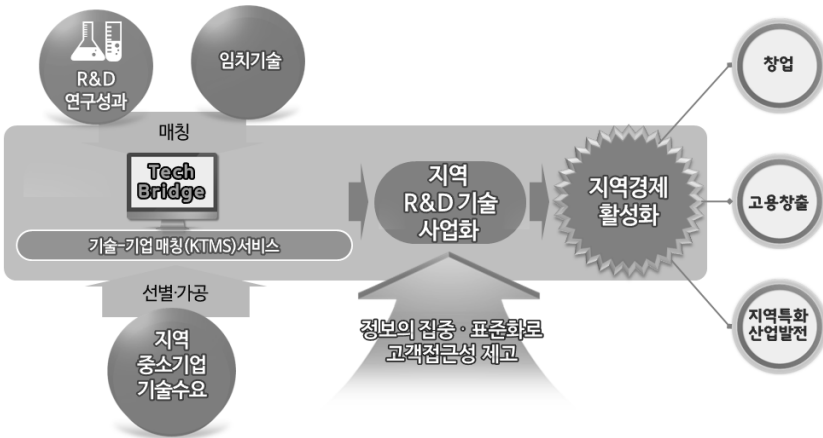 R&D
연구성과
임치기술
매칭
Tech
Bridge
기술-기업 매칭(KTMS) 서비스
선별·가공
지역
중소기업
기술수요
지역
R&D 기술
사업화
정보의 집중·표준화로
고객접근성 제고
지역경제
활성화
창업
고용창출
지역특화
산업발전